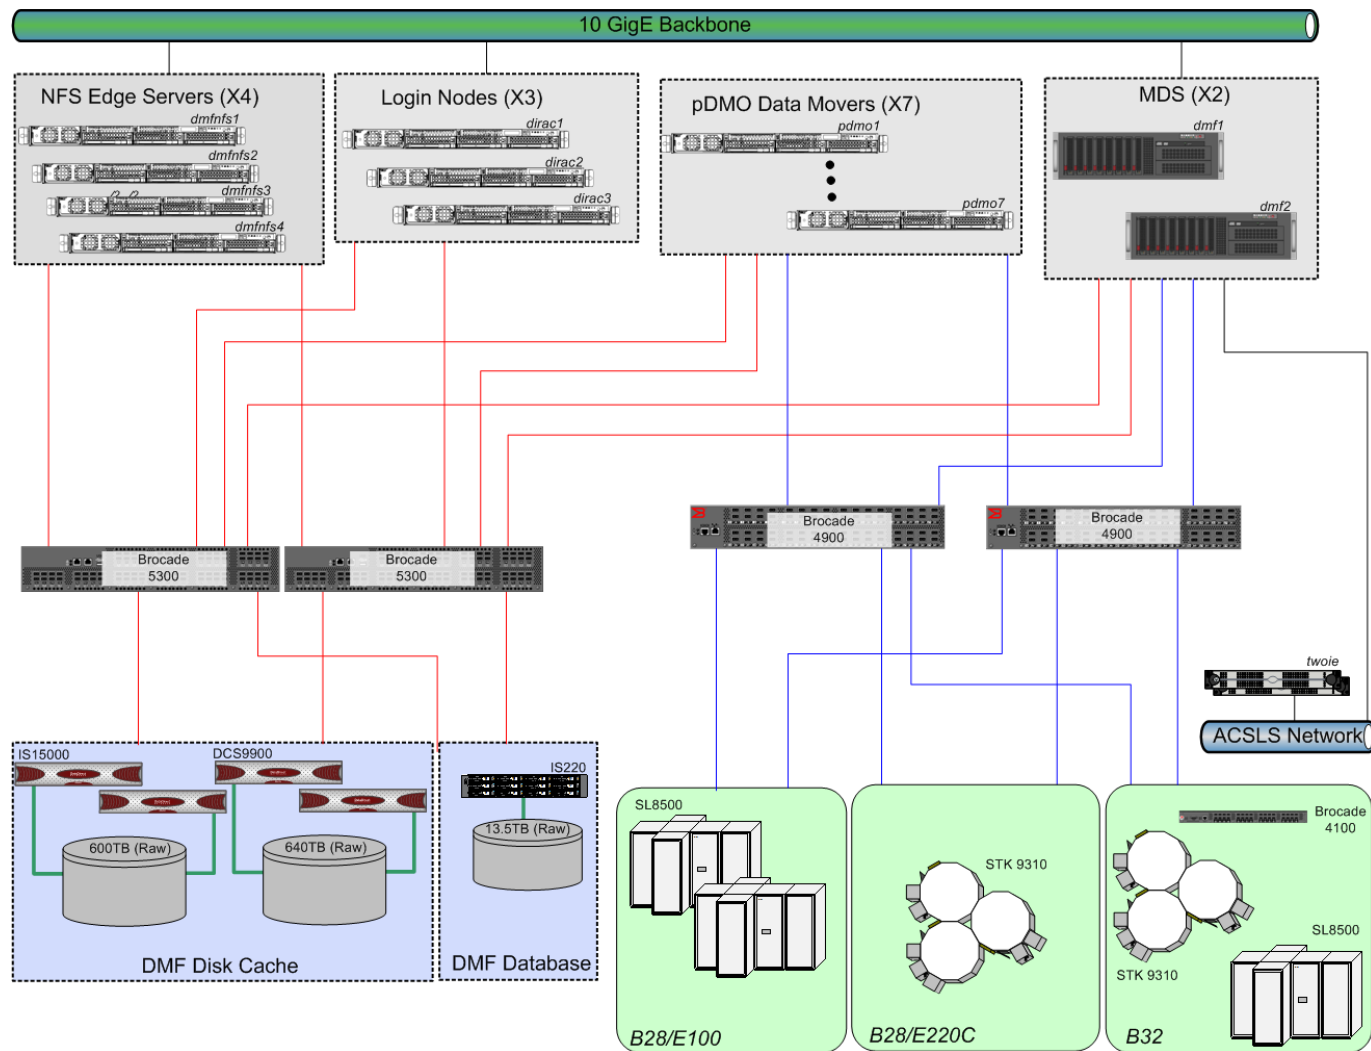 10 GigE Backbone
NFS Edge Servers (X4)
dmfnfs1
dmfnfs2
dmfnfs3
dmfnfs4
Login Nodes (X3)
dirac1
dirac2
dirac3
pDMO Data Movers (X7)
pdmo1
pdmo7
MDS (X2)
dmf1
dmf2
Brocade
5300
Brocade
5300
Brocade
4900
Brocade
4900
twoie
ACSLS Network
IS15000
DCS9900
600TB (Raw)
640TB (Raw)
DMF Disk Cache
IS220
13.5TB (Raw)
DMF Database
SL8500
B28/E100
STK 9310
B28/E220C
Brocade
4100
STK 9310
SL8500
B32